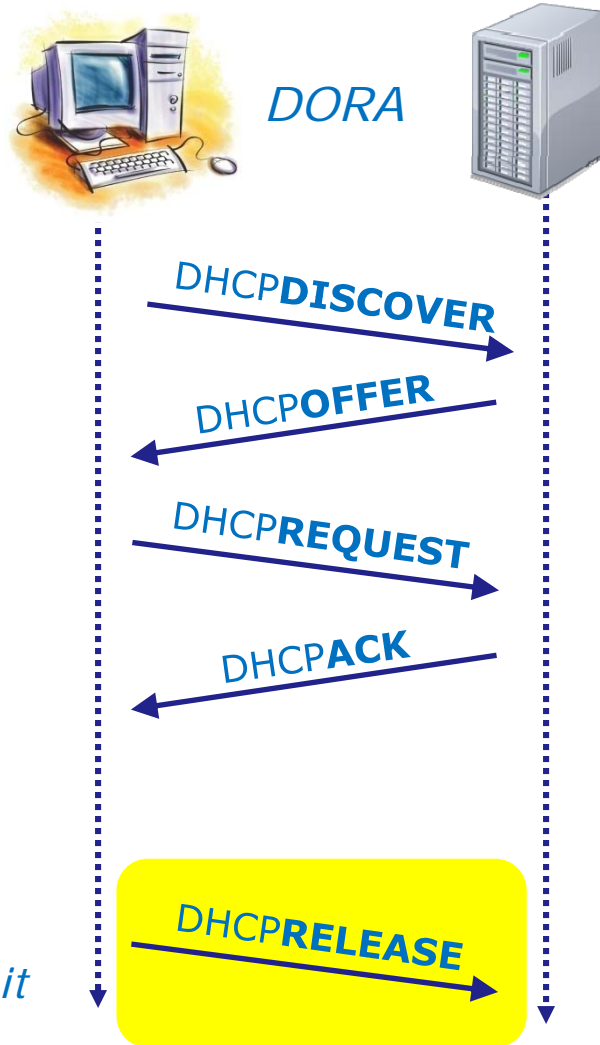 DORA
DHCPDISCOVER
DHCPOFFER
DHCPREQUEST
DHCPACK
DHCPRELEASE
it